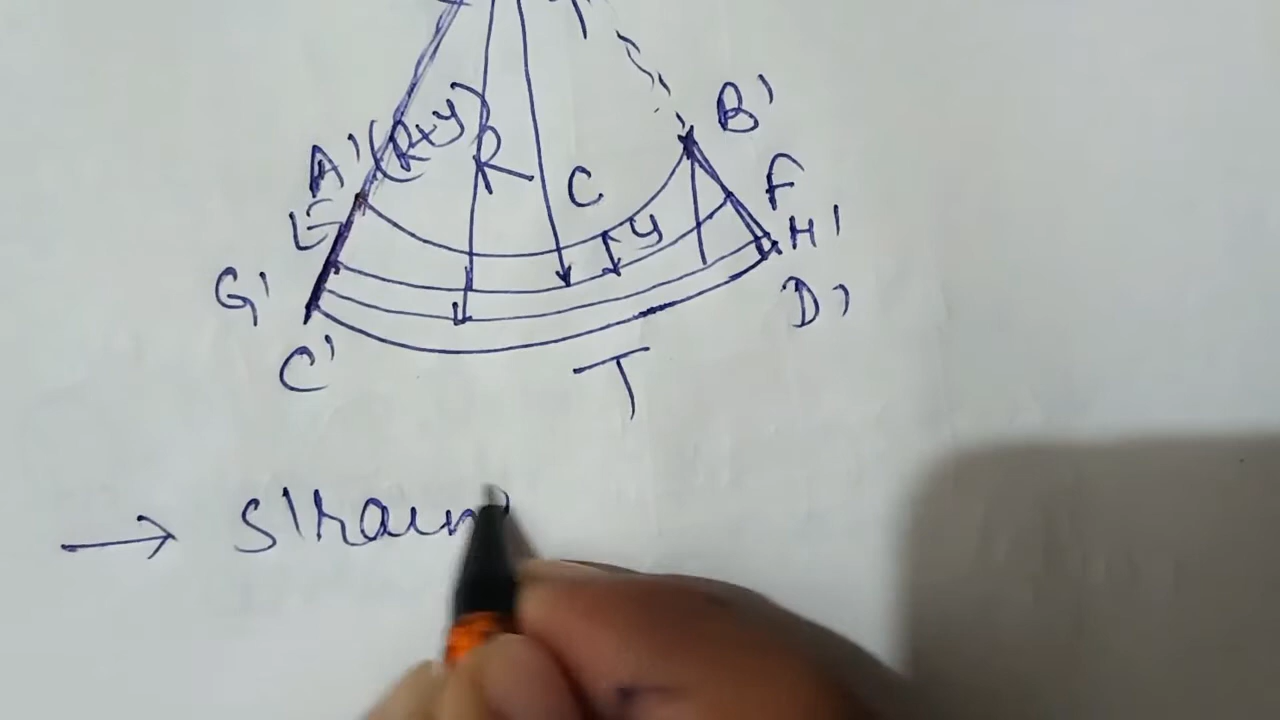 B'
A' (R+y) R
C F
E y H'
G' D'
C' T
→ Strain